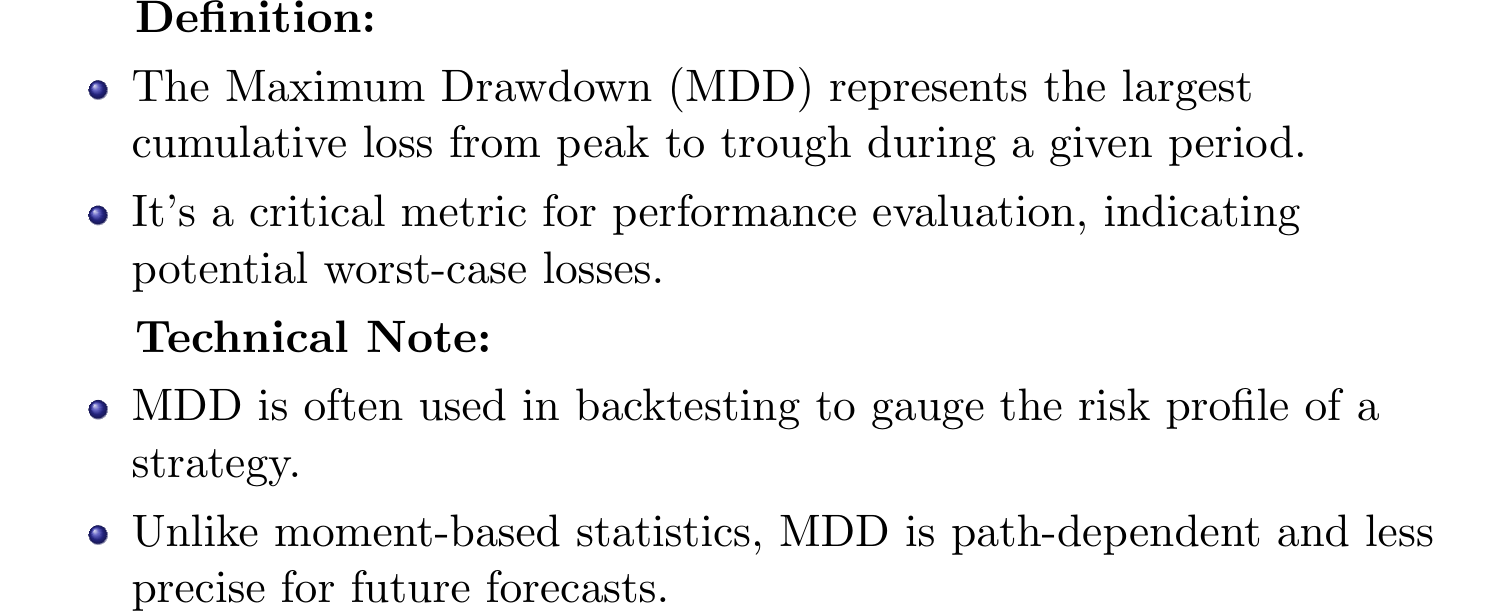 Definition:
The Maximum Drawdown (MDD) represents the largest
cumulative loss from peak to trough during a given period.
It's a critical metric for performance evaluation, indicating
potential worst-case losses.
Technical Note:
MDD is often used in backtesting to gauge the risk profile of a
strategy.
Unlike moment-based statistics, MDD is path-dependent and less
precise for future forecasts.